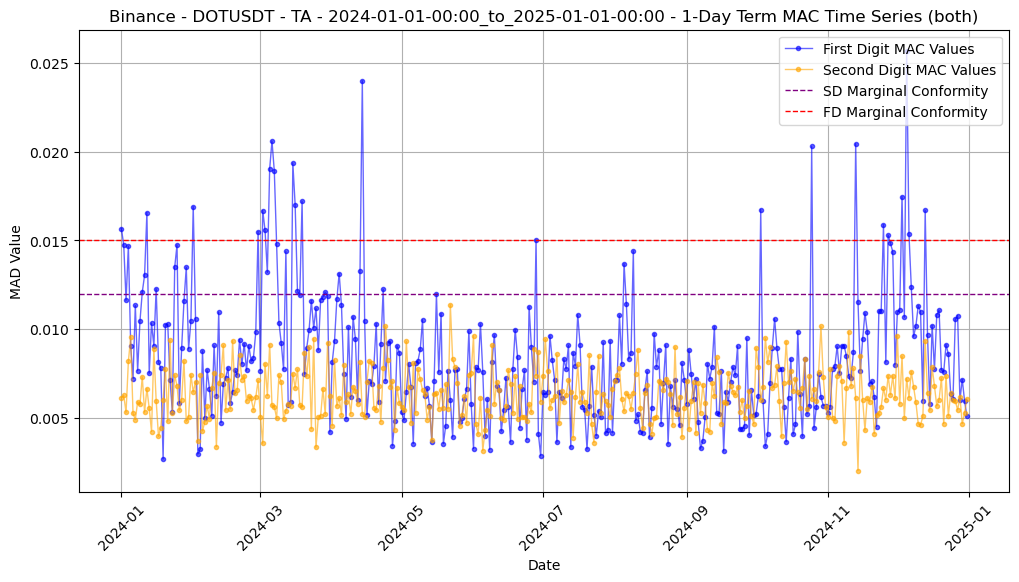 Binance - DOTUSDT - TA - 2024-01-01-00:00_to_2025-01-01-00:00 - 1-Day Term MAC Time Series (both)
First Digit MAC Values
Second Digit MAC Values
SD Marginal Conformity
FD Marginal Conformity
MAD Value
0.025
0.020
0.015
0.010
0.005
2024-01
2024-03
2024-05
2024-07
2024-09
2024-11
2025-01
Date